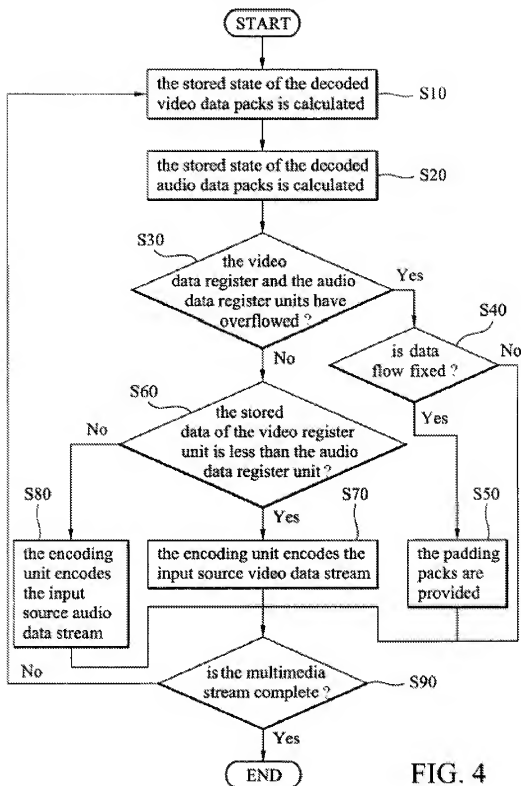 START
the stored state of the decoded
video data packs is calculated
S10
the stored state of the decoded
audio data packs is calculated
S20
S30
the video
data register and the audio
data register units have
overflowed ?
Yes
No
S40
is data
flow fixed ?
No
Yes
S60
the stored
data of the video register
unit is less than the audio
data register unit ?
No
Yes
S80
the encoding
unit encodes
the input
source audio
data stream
S70
the encoding unit encodes the
input source video data stream
S50
the padding
packs are
provided
is the multimedia
stream complete ?
S90
No
Yes
END
FIG. 4